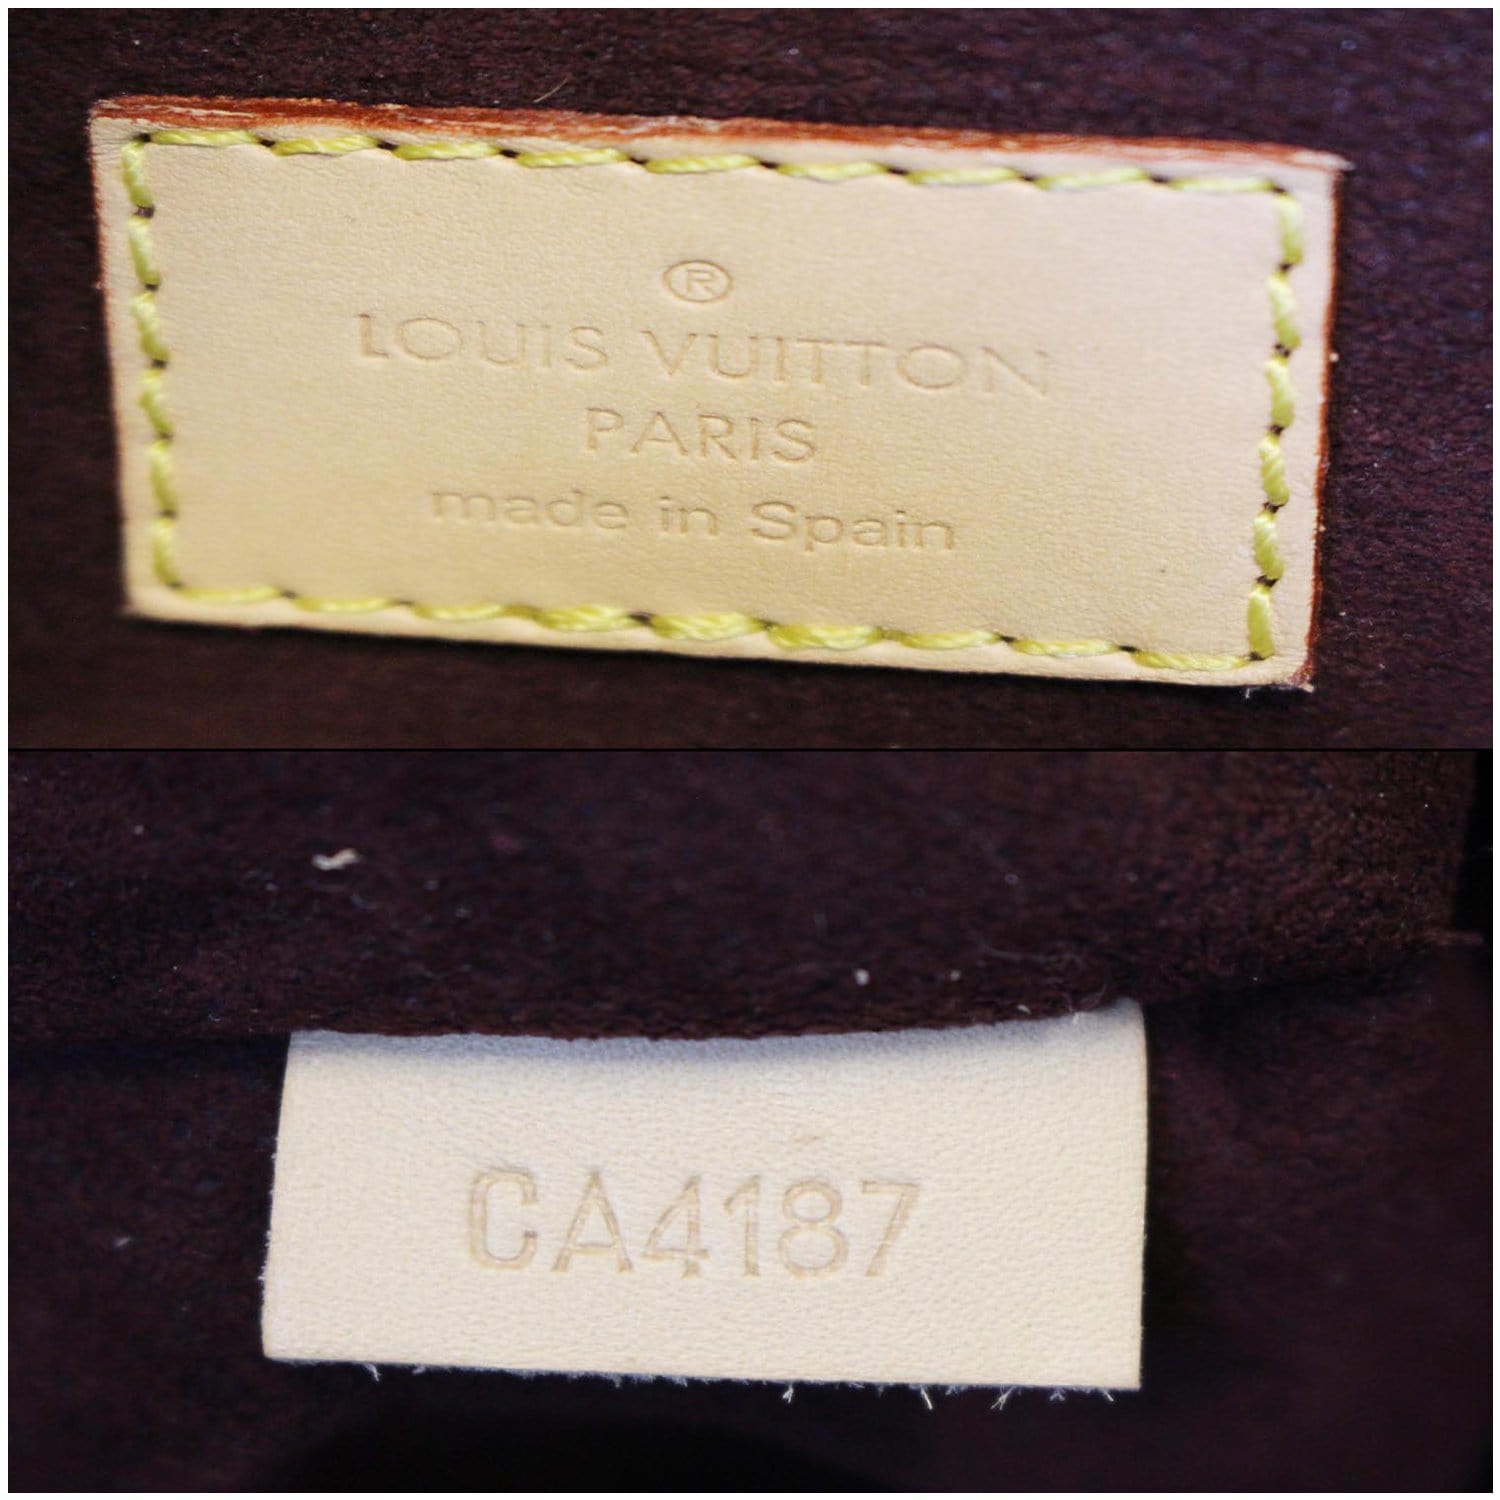 ®
LOUIS VUITTON
PARIS
made in Spain
CA4187